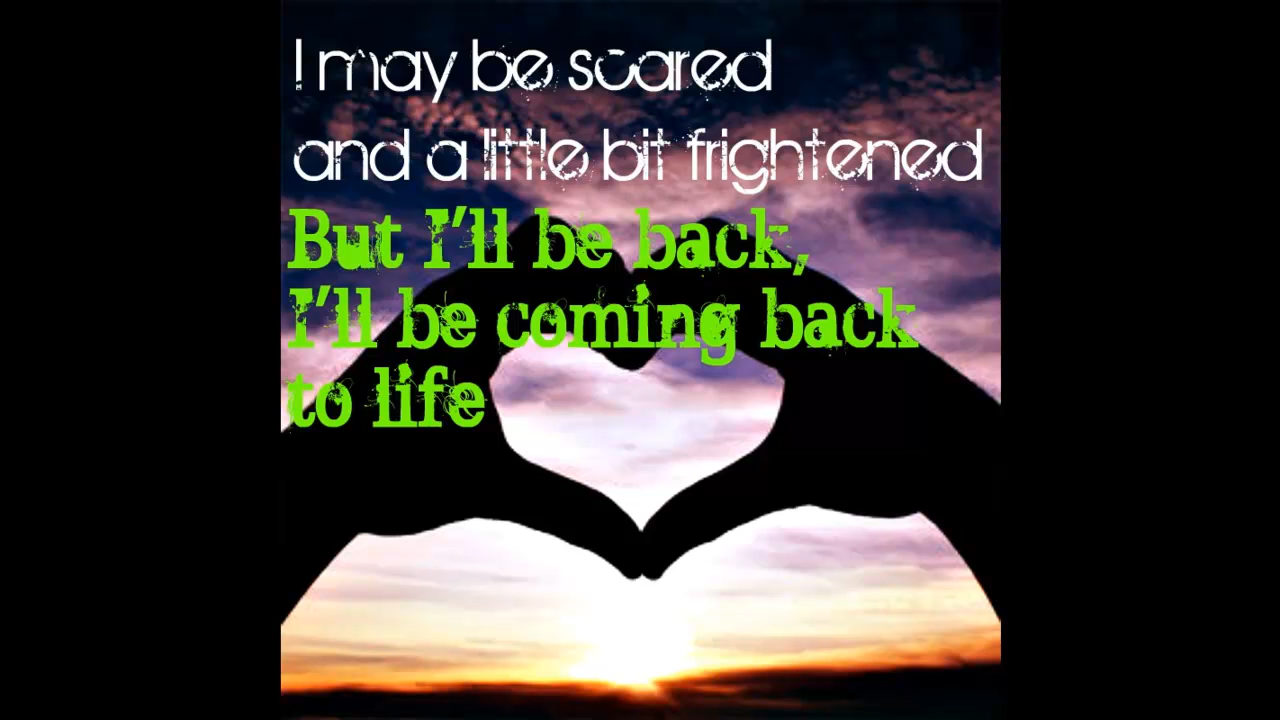 I may be scared
and a little bit frightened
But I'll be back,
I'll be coming back
to life